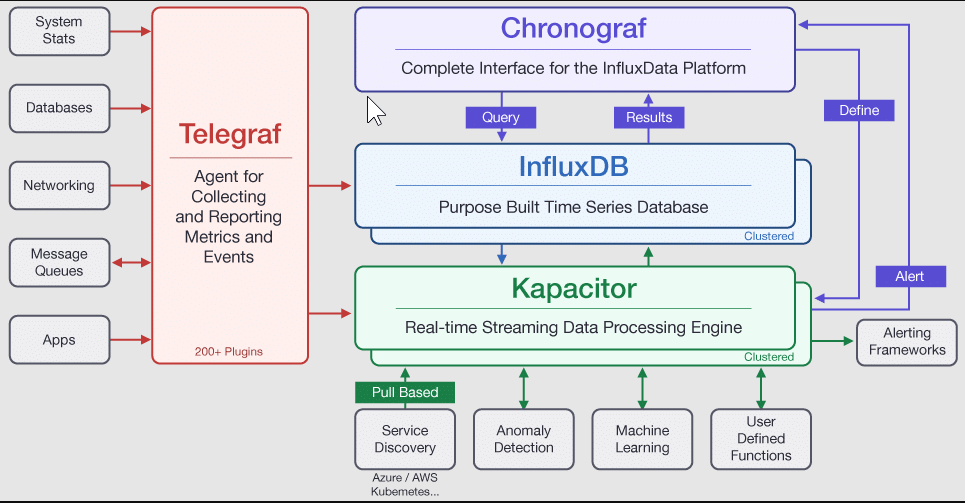 System
Stats
Databases
Networking
Message
Queues
Apps
Telegraf
Agent for
Collecting
and Reporting
Metrics and
Events
200+ Plugins
Chronograf
Complete Interface for the InfluxData Platform
Query
Results
Define
InfluxDB
Purpose Built Time Series Database
Clustered
Alert
Kapacitor
Real-time Streaming Data Processing Engine
Clustered
Alerting
Frameworks
Pull Based
Service
Discovery
Azure / AWS
Kubernetes...
Anomaly
Detection
Machine
Learning
User
Defined
Functions